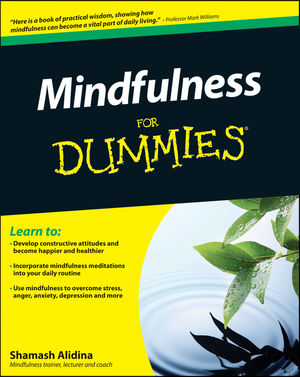 "Here is a book of practical wisdom, showing how
mindfulness can become a vital part of daily living." – Professor Mark Williams
Mindfulness
FOR
DUMMIES®
Learn to:
• Develop constructive attitudes and
become happier and healthier
• Incorporate mindfulness meditations
into your daily routine
• Use mindfulness to overcome stress,
anger, anxiety, depression and more
Shamash Alidina
Mindfulness trainer, lecturer and coach